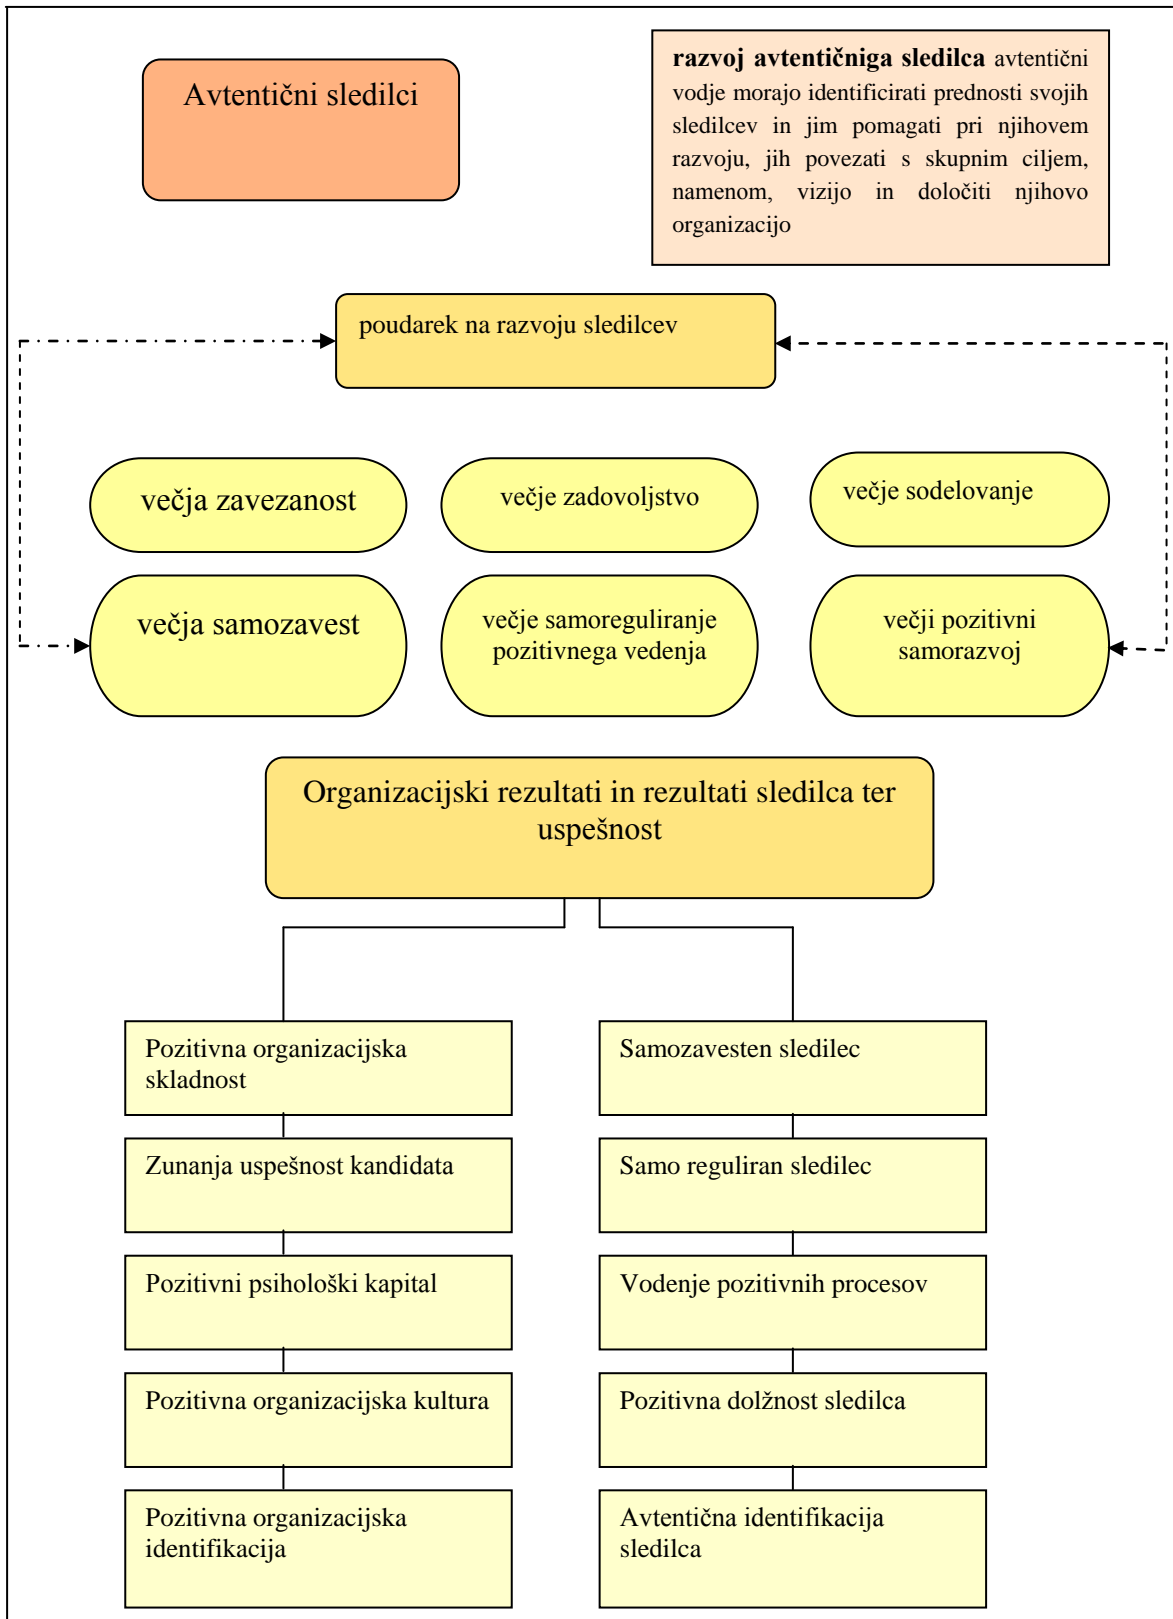 Avtentični sledilci
razvoj avtentičniga sledilca avtentični
vodje morajo identificirati prednosti svojih
sledilcev in jim pomagati pri njihovem
razvoju, jih povezati s skupnim ciljem,
namenom, vizijo in določiti njihovo
organizacijo
poudarek na razvoju sledilcev
večja zavezanost
večje zadovoljstvo
večje sodelovanje
večja samozavest
večje samoreguliranje
pozitivnega vedenja
večji pozitivni
samorazvoj
Organizacijski rezultati in rezultati sledilca ter
uspešnost
Pozitivna organizacijska
skladnost
Zunanja uspešnost kandidata
Pozitivni psihološki kapital
Pozitivna organizacijska kultura
Pozitivna organizacijska
identifikacija
Samozavesten sledilec
Samo reguliran sledilec
Vodenje pozitivnih procesov
Pozitivna dolžnost sledilca
Avtentična identifikacija
sledilca